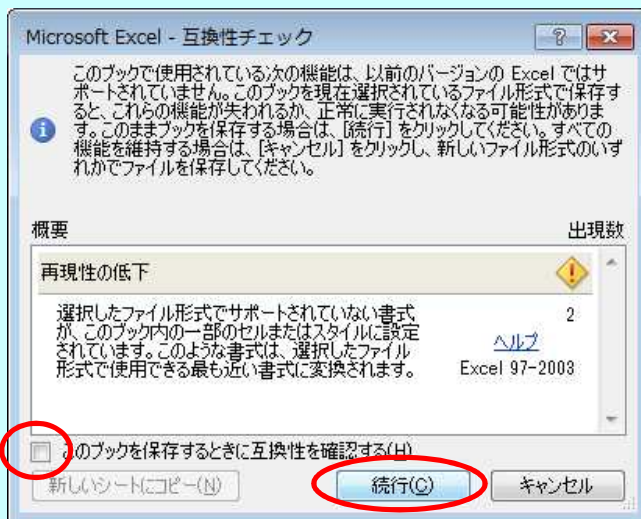 Microsoft Excel - 互換性チェック
このブックで使用されている次の機能は、以前のバージョンの Excel ではサ
ポートされていません。このブックを現在選択されているファイル形式で保存す
ると、これらの機能が失われるか、正常に実行されなくなる可能性がありま
す。このままブックを保存する場合は、[続行] をクリックしてください。すべての
機能を維持する場合は、[キャンセル] をクリックし、新しいファイル形式のいず
れかでファイルを保存してください。
概要 出現数
再現性の低下
選択したファイル形式でサポートされていない書式 2
が、このブック内の一部のセルまたはスタイルに設定 ヘルプ
されています。このような書式は、選択したファイル
形式で使用できる最も近い書式に変換されます。 Excel 97-2003
このブックを保存するときに互換性を確認する(H)
新しいシートにコピー(N) 続行(C) キャンセル